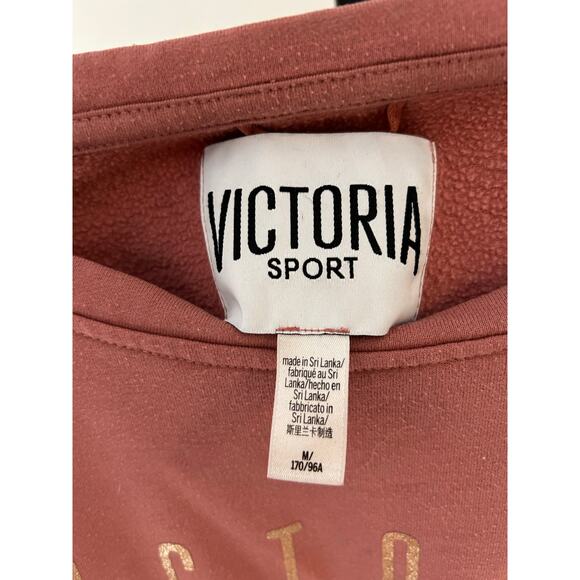 VICTORIA
SPORT
made in Sri Lanka/
fabriqué au Sri
Lanka/hecho en
Sri Lanka/
fabbricato in
Sri Lanka/
斯里兰卡制造
M/
170/96A
C T O